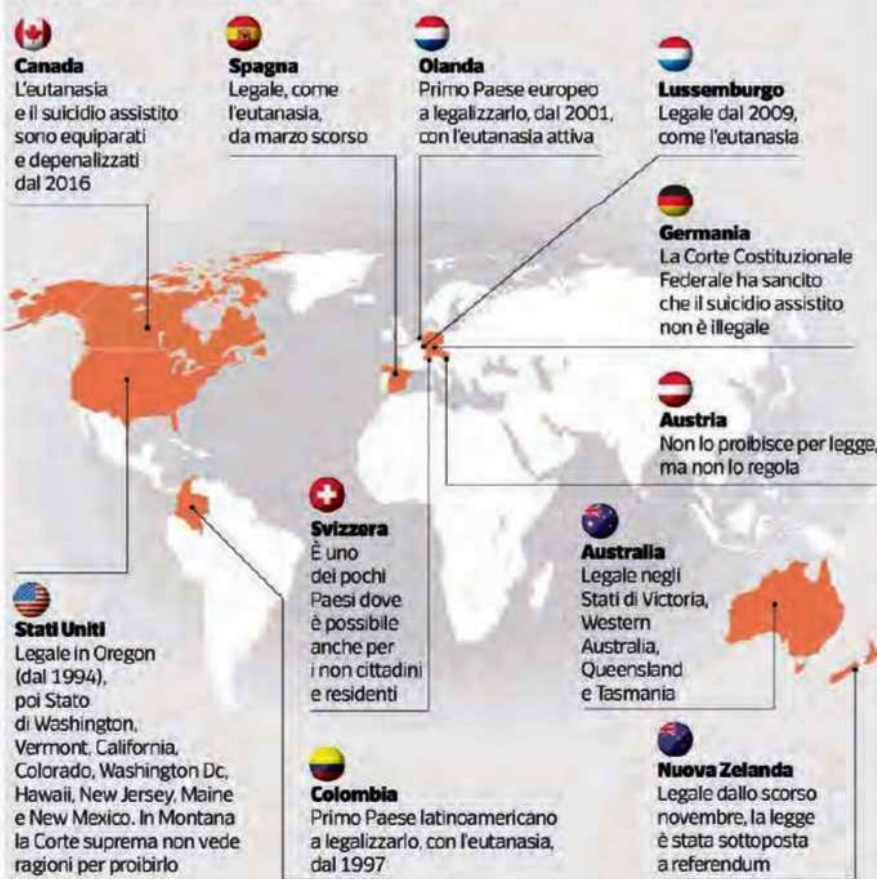 Canada
L'eutanasia
e il suicidio assistito
sono equiparati
e depenalizzati
dal 2016
Spagna
Legale, come
l'eutanasia,
da marzo scorso
Olanda
Primo Paese europeo
a legalizzarlo, dal 2001,
con l'eutanasia attiva
Lussemburgo
Legale dal 2009,
come l'eutanasia
Germania
La Corte Costituzionale
Federale ha sancito
che il suicidio assistito
non è illegale
Austria
Non lo proibisce per legge,
ma non lo regola
Svizzera
È uno
dei pochi
Paesi dove
è possibile
anche per
i non cittadini
e residenti
Australia
Legale negli
Stati di Victoria,
Western
Australia,
Queensland
e Tasmania
Stati Uniti
Legale in Oregon
(dal 1994),
poi Stato
di Washington,
Vermont, California,
Colorado, Washington Dc,
Hawaii, New Jersey, Maine
e New Mexico. In Montana
la Corte suprema non vede
ragioni per proibirlo
Colombia
Primo Paese latinoamericano
a legalizzarlo, con l'eutanasia,
dal 1997
Nuova Zelanda
Legale dallo scorso
novembre, la legge
è stata sottoposta
a referendum